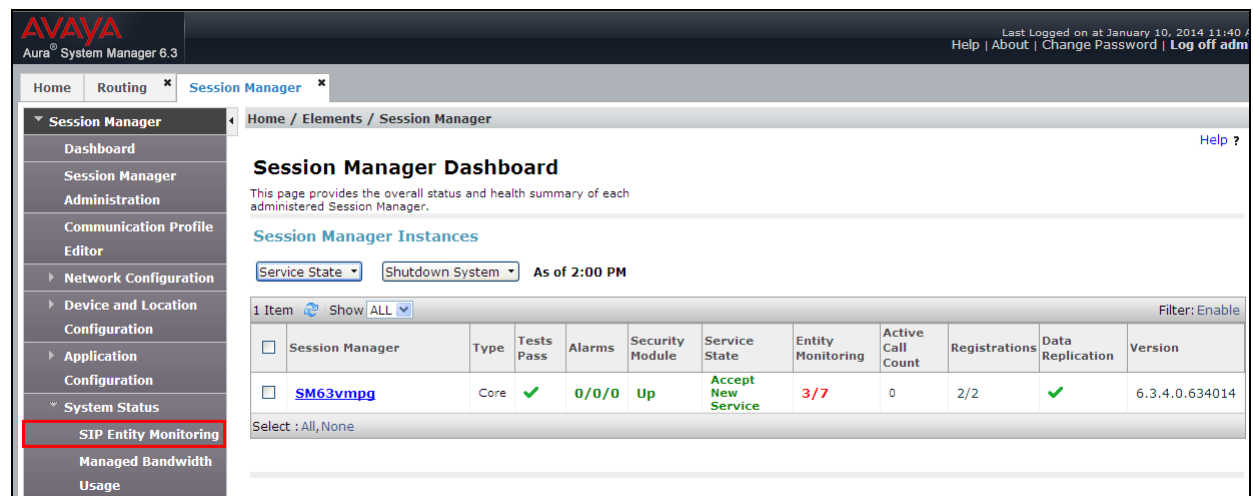 AVAYA
Aura® System Manager 6.3
Last Logged on at January 10, 2014 11:40
Help | About | Change Password | Log off adm
Home
Routing ×
Session Manager ×
Session Manager
Dashboard
Session Manager
Administration
Communication Profile
Editor
Network Configuration
Device and Location
Configuration
Application
Configuration
System Status
SIP Entity Monitoring
Managed Bandwidth
Usage
Home / Elements / Session Manager
Help ?
Session Manager Dashboard
This page provides the overall status and health summary of each
administered Session Manager.
Session Manager Instances
Service State
Shutdown System
As of 2:00 PM
1 Item Show ALL
Filter: Enable
Session Manager
Type
Tests
Pass
Alarms
Security
Module
Service
State
Entity
Monitoring
Active
Call
Count
Registrations
Data
Replication
Version
SM63vmpg
Core
0/0/0
Up
Accept
New
Service
3/7
0
2/2
6.3.4.0.634014
Select : All, None